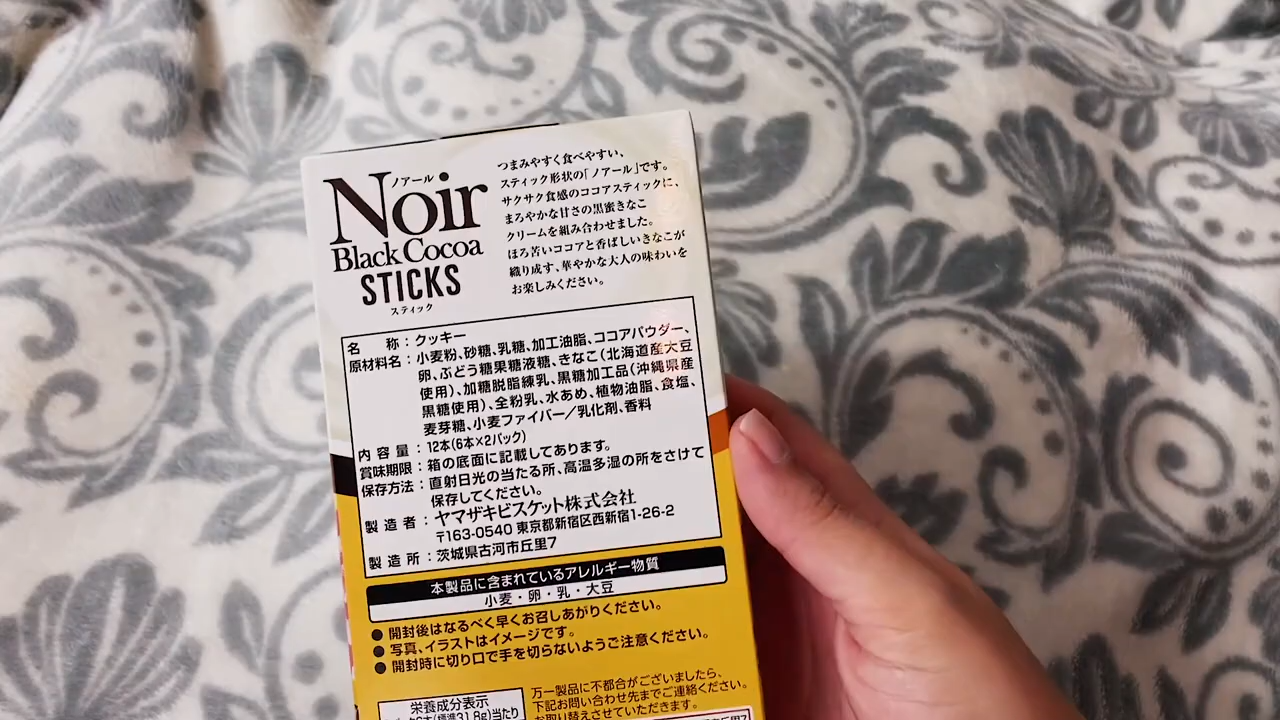 ノアール
Noir
Black Cocoa
STICKS
スティック
つまみやすく食べやすい、
スティック形状の「ノアール」です。
サクサク食感のココアスティックに、
まろやかな甘さの黒蜜きなこ
クリームを組み合わせました。
ほろ苦いココアと香ばしいきなこが
織り成す、華やかな大人の味わいを
お楽しみください。
名　称：クッキー
原材料名：小麦粉、砂糖、乳糖、加工油脂、ココアパウダー、
卵、ぶどう糖果糖液糖、きなこ(北海道産大豆
使用)、加糖脱脂練乳、黒糖加工品(沖縄県産
黒糖使用)、全粉乳、水あめ、植物油脂、食塩、
麦芽糖、小麦ファイバー／乳化剤、香料
内容量：12本(6本×2パック)
賞味期限：箱の底面に記載してあります。
保存方法：直射日光の当たる所、高温多湿の所をさけて
保存してください。
製造者：ヤマザキビスケット株式会社
〒163-0540 東京都新宿区西新宿1-26-2
製造所：茨城県古河市丘里7
本製品に含まれているアレルギー物質
小麦・卵・乳・大豆
●開封後はなるべく早くお召しあがりください。
●写真、イラストはイメージです。
●開封時に切り口で手を切らないようご注意ください。
栄養成分表示
(標準31.8g)当たり
万一製品に不都合がございましたら、
下記お問い合わせ先までご連絡ください。
お取り替えさせていただきます。